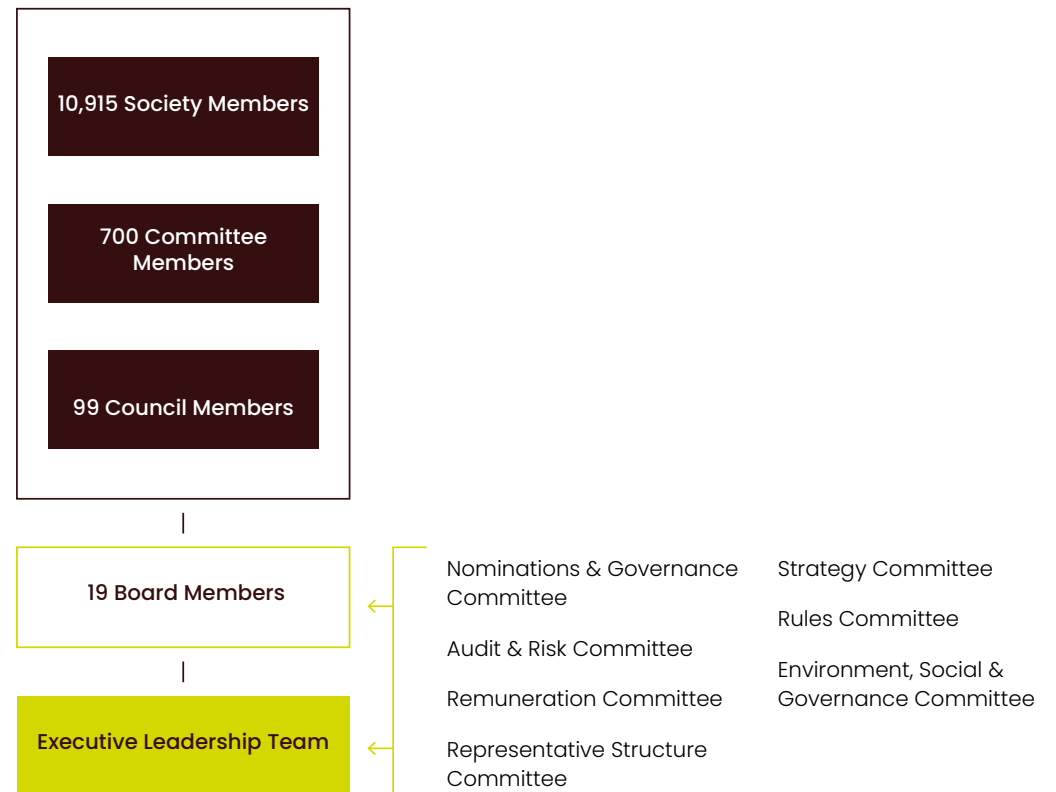 10,915 Society Members
700 Committee
Members
99 Council Members
19 Board Members
Executive Leadership Team
Nominations & Governance
Committee
Audit & Risk Committee
Remuneration Committee
Representative Structure
Committee
Strategy Committee
Rules Committee
Environment, Social &
Governance Committee